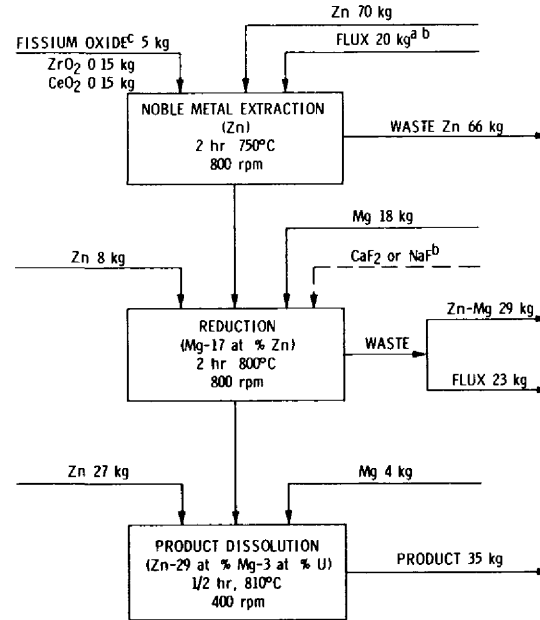 Zn 70 kg
FISSIUM OXIDEᶜ 5 kg
FLUX 20 kgᵃ ᵇ
ZrO₂ 0 15 kg
CeO₂ 0 15 kg
NOBLE METAL EXTRACTION
(Zn)
2 hr 750°C
800 rpm
WASTE Zn 66 kg
Mg 18 kg
Zn 8 kg
CaF₂ or NaFᵇ
REDUCTION
(Mg-17 at % Zn)
2 hr 800°C
800 rpm
WASTE
Zn-Mg 29 kg
FLUX 23 kg
Zn 27 kg
Mg 4 kg
PRODUCT DISSOLUTION
(Zn-29 at % Mg-3 at % U)
1/2 hr, 810°C
400 rpm
PRODUCT 35 kg